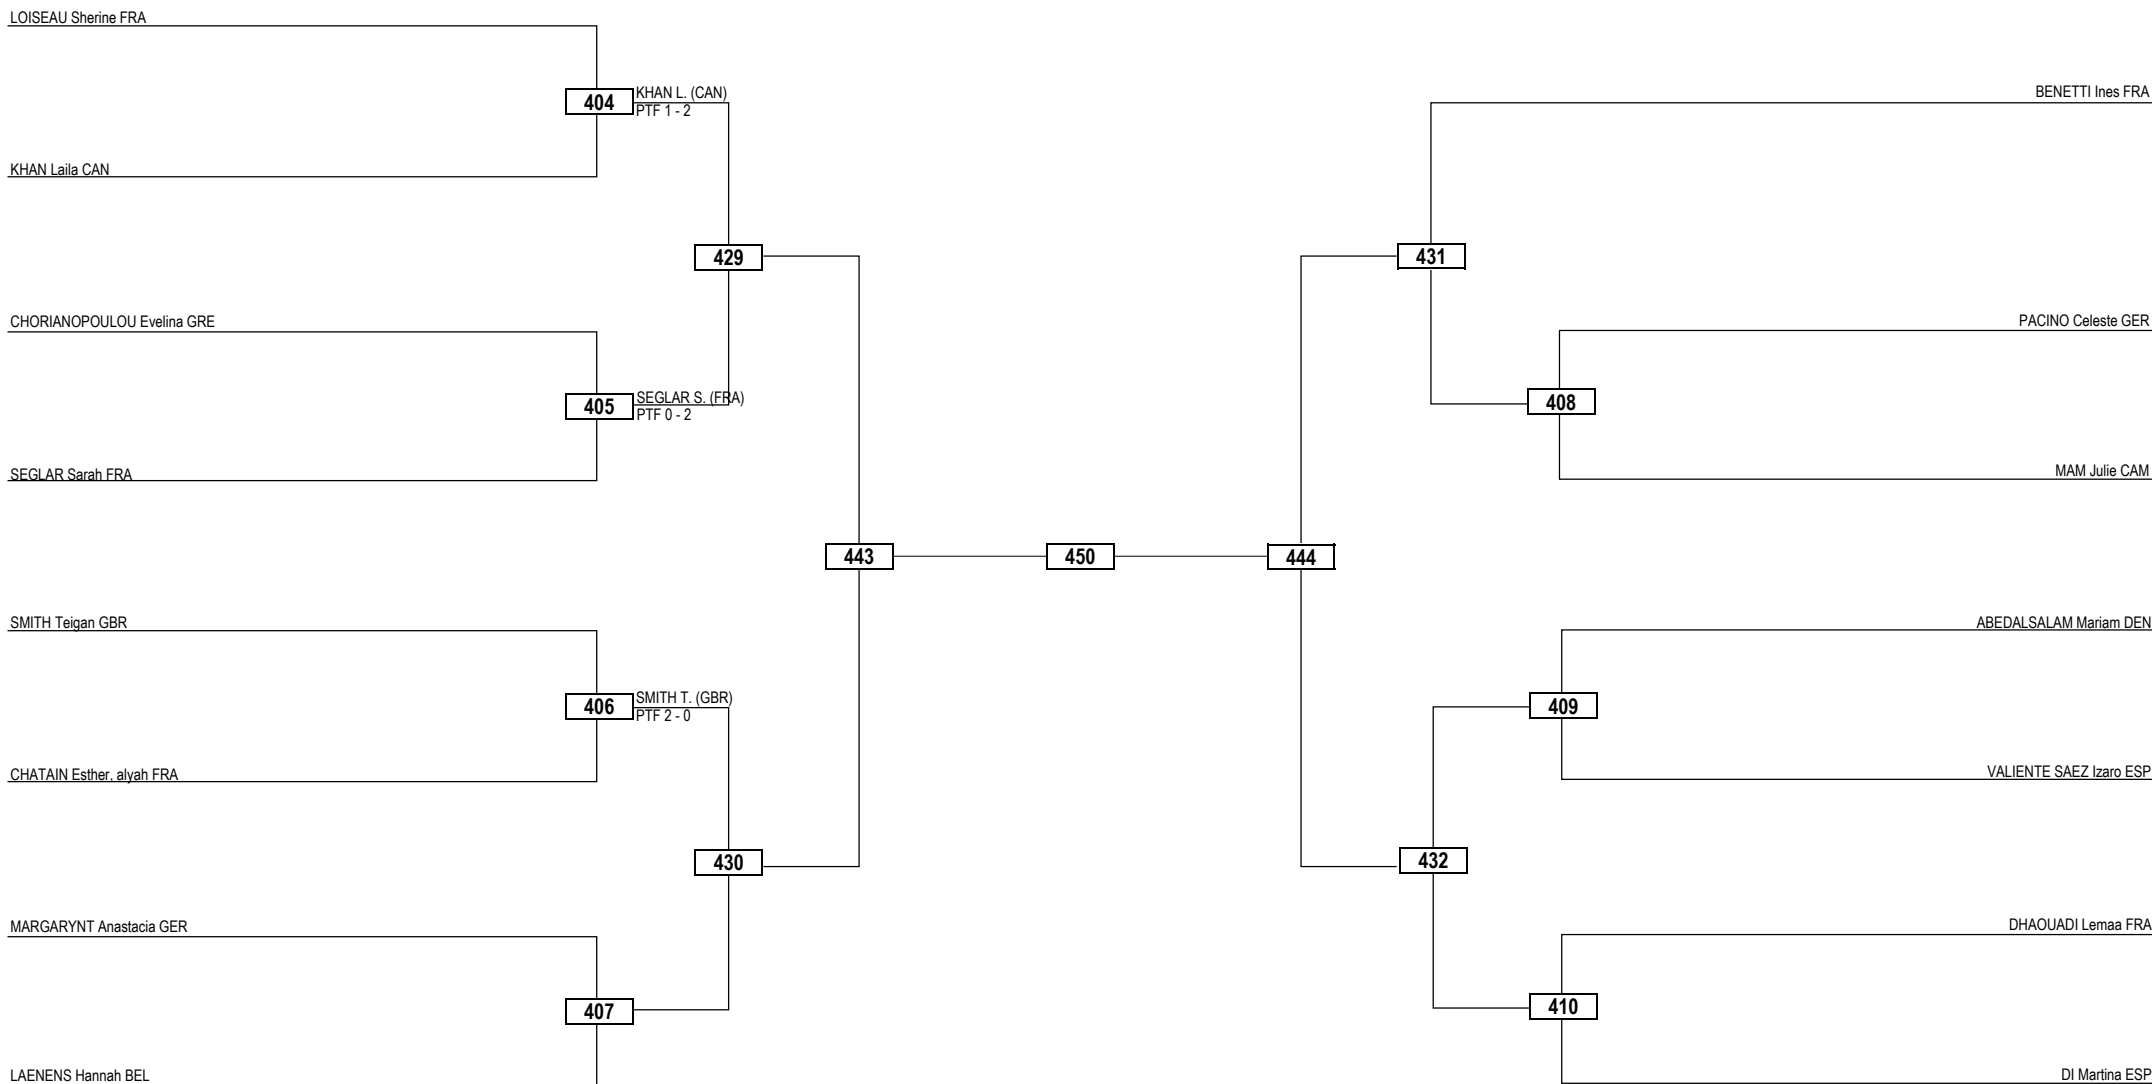 LOISEAU Sherine FRA
404
KHAN L. (CAN)
PTF 1 - 2
KHAN Laila CAN
429
CHORIANOPOULOU Evelina GRE
405
SEGLAR S. (FRA)
PTF 0 - 2
SEGLAR Sarah FRA
443
SMITH Teigan GBR
406
SMITH T. (GBR)
PTF 2 - 0
CHATAIN Esther, alyah FRA
430
MARGARYNT Anastacia GER
407
LAENENS Hannah BEL
450
BENETTI Ines FRA
431
PACINO Celeste GER
408
MAM Julie CAM
444
ABEDALSALAM Mariam DEN
409
VALIENTE SAEZ Izaro ESP
432
DHAOUADI Lemaa FRA
410
DI Martina ESP